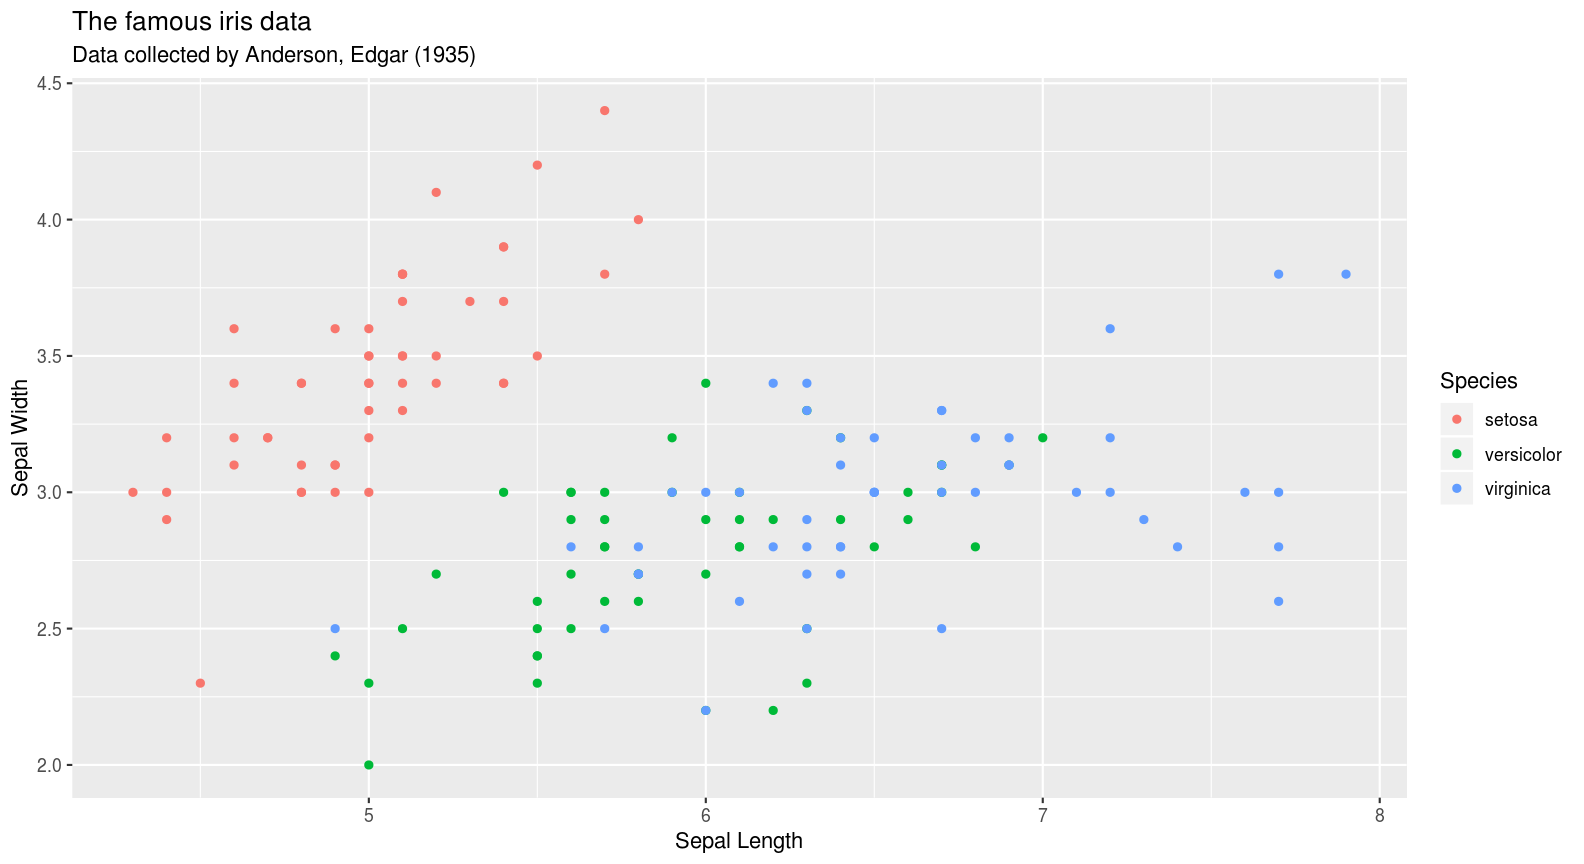 The famous iris data
Data collected by Anderson, Edgar (1935)
4.5
4.0
3.5
3.0
2.5
2.0
Sepal Width
5 6 7 8
Sepal Length
Species
setosa
versicolor
virginica